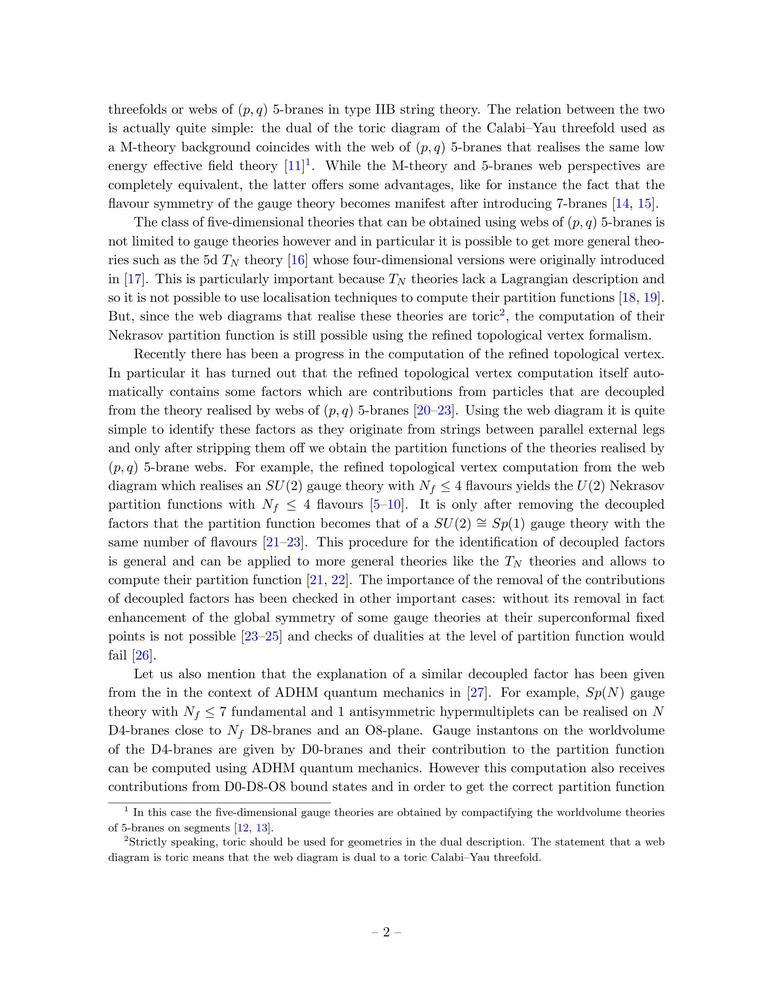 threefolds or webs of (p, q) 5-branes in type IIB string theory. The relation between the two
is actually quite simple: the dual of the toric diagram of the Calabi–Yau threefold used as
a M-theory background coincides with the web of (p, q) 5-branes that realises the same low
energy effective field theory [11]¹. While the M-theory and 5-branes web perspectives are
completely equivalent, the latter offers some advantages, like for instance the fact that the
flavour symmetry of the gauge theory becomes manifest after introducing 7-branes [14, 15].
The class of five-dimensional theories that can be obtained using webs of (p, q) 5-branes is
not limited to gauge theories however and in particular it is possible to get more general theo-
ries such as the 5d T_N theory [16] whose four-dimensional versions were originally introduced
in [17]. This is particularly important because T_N theories lack a Lagrangian description and
so it is not possible to use localisation techniques to compute their partition functions [18, 19].
But, since the web diagrams that realise these theories are toric², the computation of their
Nekrasov partition function is still possible using the refined topological vertex formalism.
Recently there has been a progress in the computation of the refined topological vertex.
In particular it has turned out that the refined topological vertex computation itself auto-
matically contains some factors which are contributions from particles that are decoupled
from the theory realised by webs of (p, q) 5-branes [20–23]. Using the web diagram it is quite
simple to identify these factors as they originate from strings between parallel external legs
and only after stripping them off we obtain the partition functions of the theories realised by
(p, q) 5-brane webs. For example, the refined topological vertex computation from the web
diagram which realises an SU(2) gauge theory with N_f ≤ 4 flavours yields the U(2) Nekrasov
partition functions with N_f ≤ 4 flavours [5–10]. It is only after removing the decoupled
factors that the partition function becomes that of a SU(2) ≅ Sp(1) gauge theory with the
same number of flavours [21–23]. This procedure for the identification of decoupled factors
is general and can be applied to more general theories like the T_N theories and allows to
compute their partition function [21, 22]. The importance of the removal of the contributions
of decoupled factors has been checked in other important cases: without its removal in fact
enhancement of the global symmetry of some gauge theories at their superconformal fixed
points is not possible [23–25] and checks of dualities at the level of partition function would
fail [26].
Let us also mention that the explanation of a similar decoupled factor has been given
from the in the context of ADHM quantum mechanics in [27]. For example, Sp(N) gauge
theory with N_f ≤ 7 fundamental and 1 antisymmetric hypermultiplets can be realised on N
D4-branes close to N_f D8-branes and an O8-plane. Gauge instantons on the worldvolume
of the D4-branes are given by D0-branes and their contribution to the partition function
can be computed using ADHM quantum mechanics. However this computation also receives
contributions from D0-D8-O8 bound states and in order to get the correct partition function
¹ In this case the five-dimensional gauge theories are obtained by compactifying the worldvolume theories
of 5-branes on segments [12, 13].
²Strictly speaking, toric should be used for geometries in the dual description. The statement that a web
diagram is toric means that the web diagram is dual to a toric Calabi–Yau threefold.
– 2 –